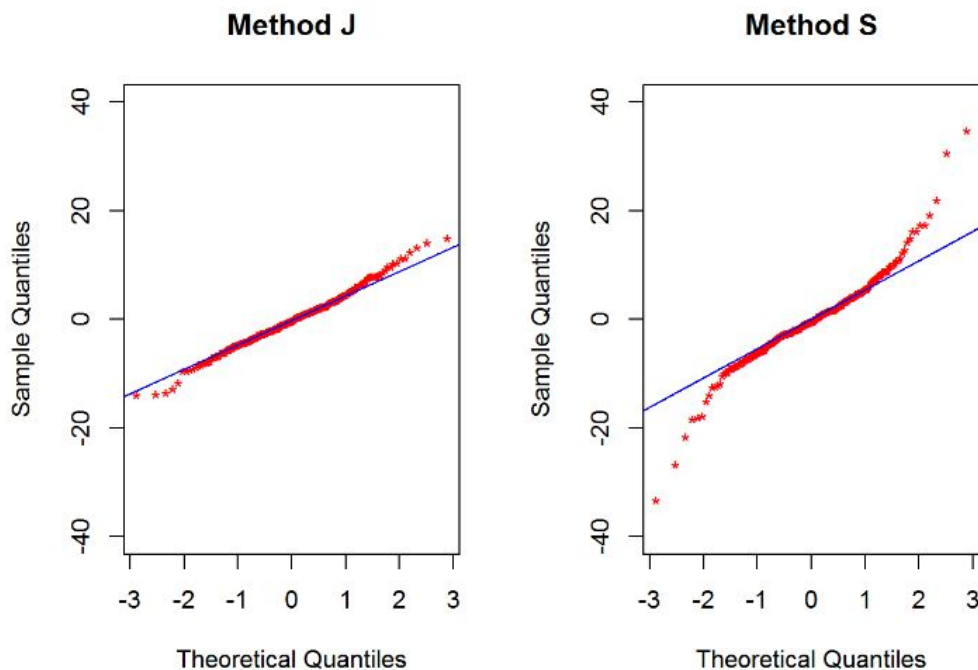 Method J
Sample Quantiles
40
20
0
-20
-40
-3 -2 -1 0 1 2 3
Theoretical Quantiles
Method S
Sample Quantiles
40
20
0
-20
-40
-3 -2 -1 0 1 2 3
Theoretical Quantiles